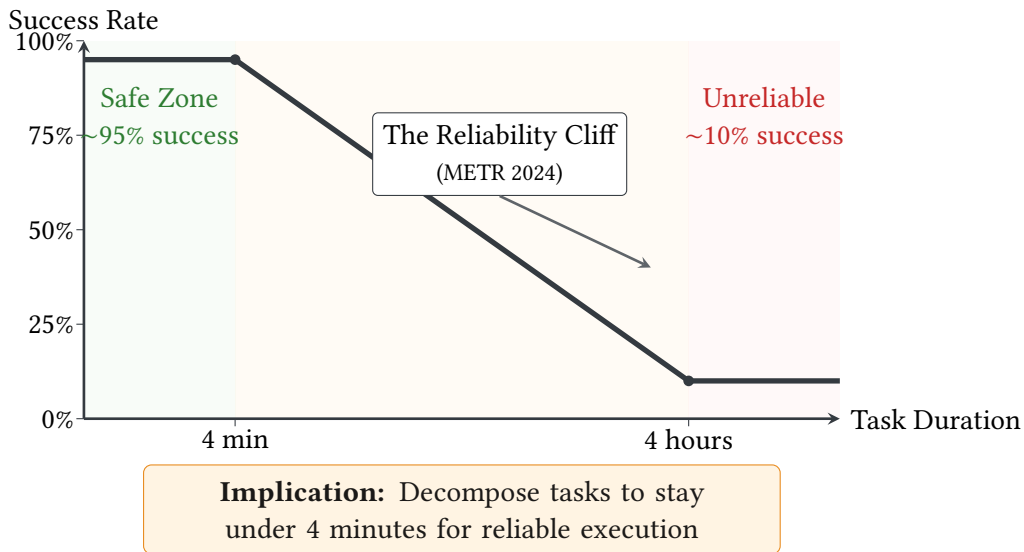 Success Rate
100%
75%
50%
25%
0%
Safe Zone
~95% success
The Reliability Cliff
(METR 2024)
Unreliable
~10% success
4 min
4 hours
Task Duration
Implication: Decompose tasks to stay
under 4 minutes for reliable execution